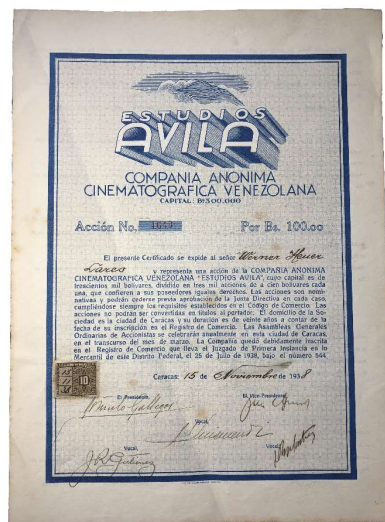 ESTUDIOS
AVILA
COMPANIA ANONIMA
CINEMATOGRAFICA VENEZOLANA
CAPITAL: Bs 300.000
Acción No. Por Bs. 100.00
El presente Certificado se expide al señor Werner Heuer
y representa una acción de la COMPAÑIA ANONIMA
CINEMATOGRAFICA VENEZOLANA "ESTUDIOS AVILA", cuyo capital es de
trescientos mil bolívares, dividido en tres mil acciones de a cien bolívares cada
una, que confieren a sus poseedores iguales derechos. Las acciones son nomi-
nativas y podrán cederse previa aprobación de la Junta Directiva en cada caso,
cumpliéndose siempre los requisitos establecidos en el Código de Comercio. Las
acciones no podrán ser convertidas en títulos al portador. El domicilio de la So-
ciedad es la ciudad de Caracas y su duración es de veinte años a contar de la
fecha de su inscripción en el Registro de Comercio. Las Asambleas Generales
Ordinarias de Accionistas se celebrarán anualmente en esta ciudad de Caracas,
en el transcurso del mes de marzo. La Compañía quedó debidamente inscrita
en el Registro de Comercio que lleva el Juzgado de Primera Instancia en lo
Mercantil de este Distrito Federal, el 25 de julio de 1938, bajo el número 544
Caracas: 15 de Noviembre de 1938
10
El Presidente, El Vice-Presidente,
Rómulo Gallegos
Vocal,
Vocal, Vocal,